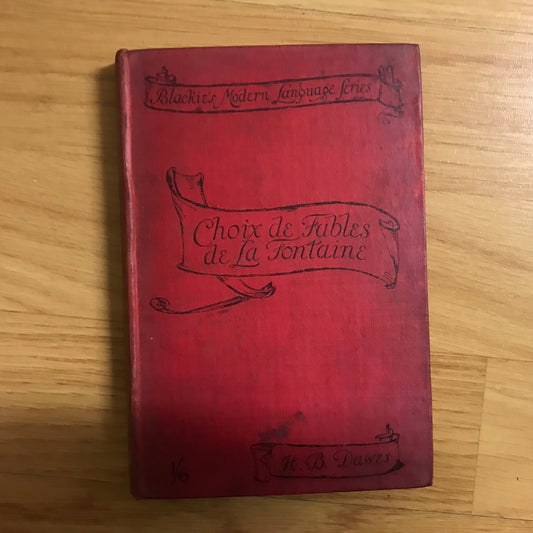 Blackie's Modern Language Series
Choix de Fables
de La Fontaine
H. B. Dawes
1/6